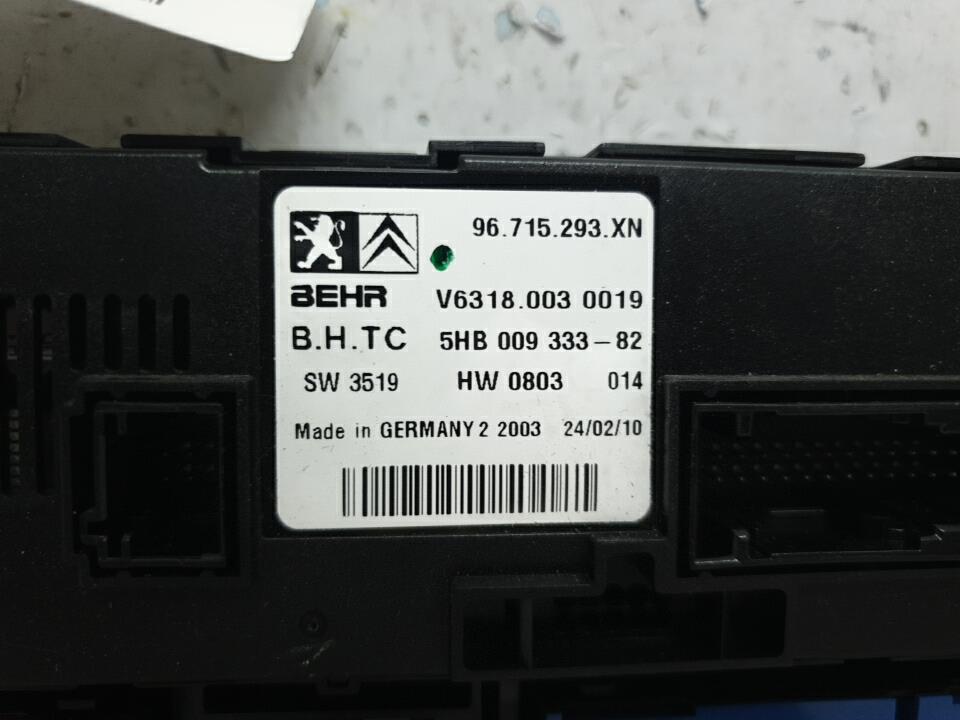 96.715.293.XN
BEHR V6318.003 0019
B.H.TC 5HB 009 333-82
SW 3519 HW 0803 014
Made in GERMANY 2 2003 24/02/10